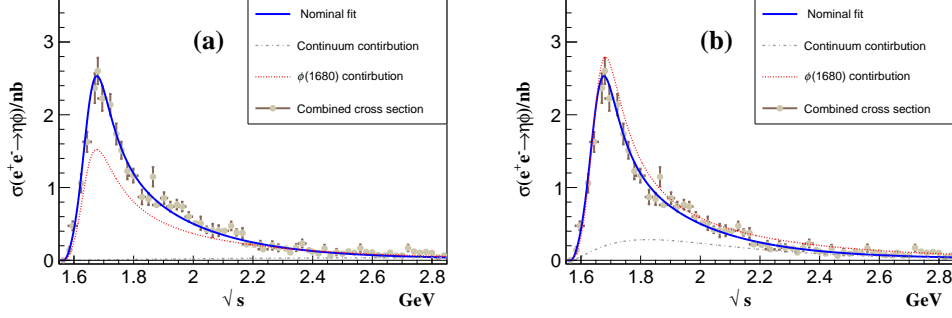 (a)
Nominal fit
Continuum contirbution
ϕ(1680) contirbution
Combined cross section
σ(e⁺e⁻→ηϕ)/nb
3
2
1
0
1.6 1.8 2 2.2 2.4 2.6 2.8
√s GeV
(b)
Nominal fit
Continuum contirbution
ϕ(1680) contirbution
Combined cross section
σ(e⁺e⁻→ηϕ)/nb
3
2
1
0
1.6 1.8 2 2.2 2.4 2.6 2.8
√s GeV